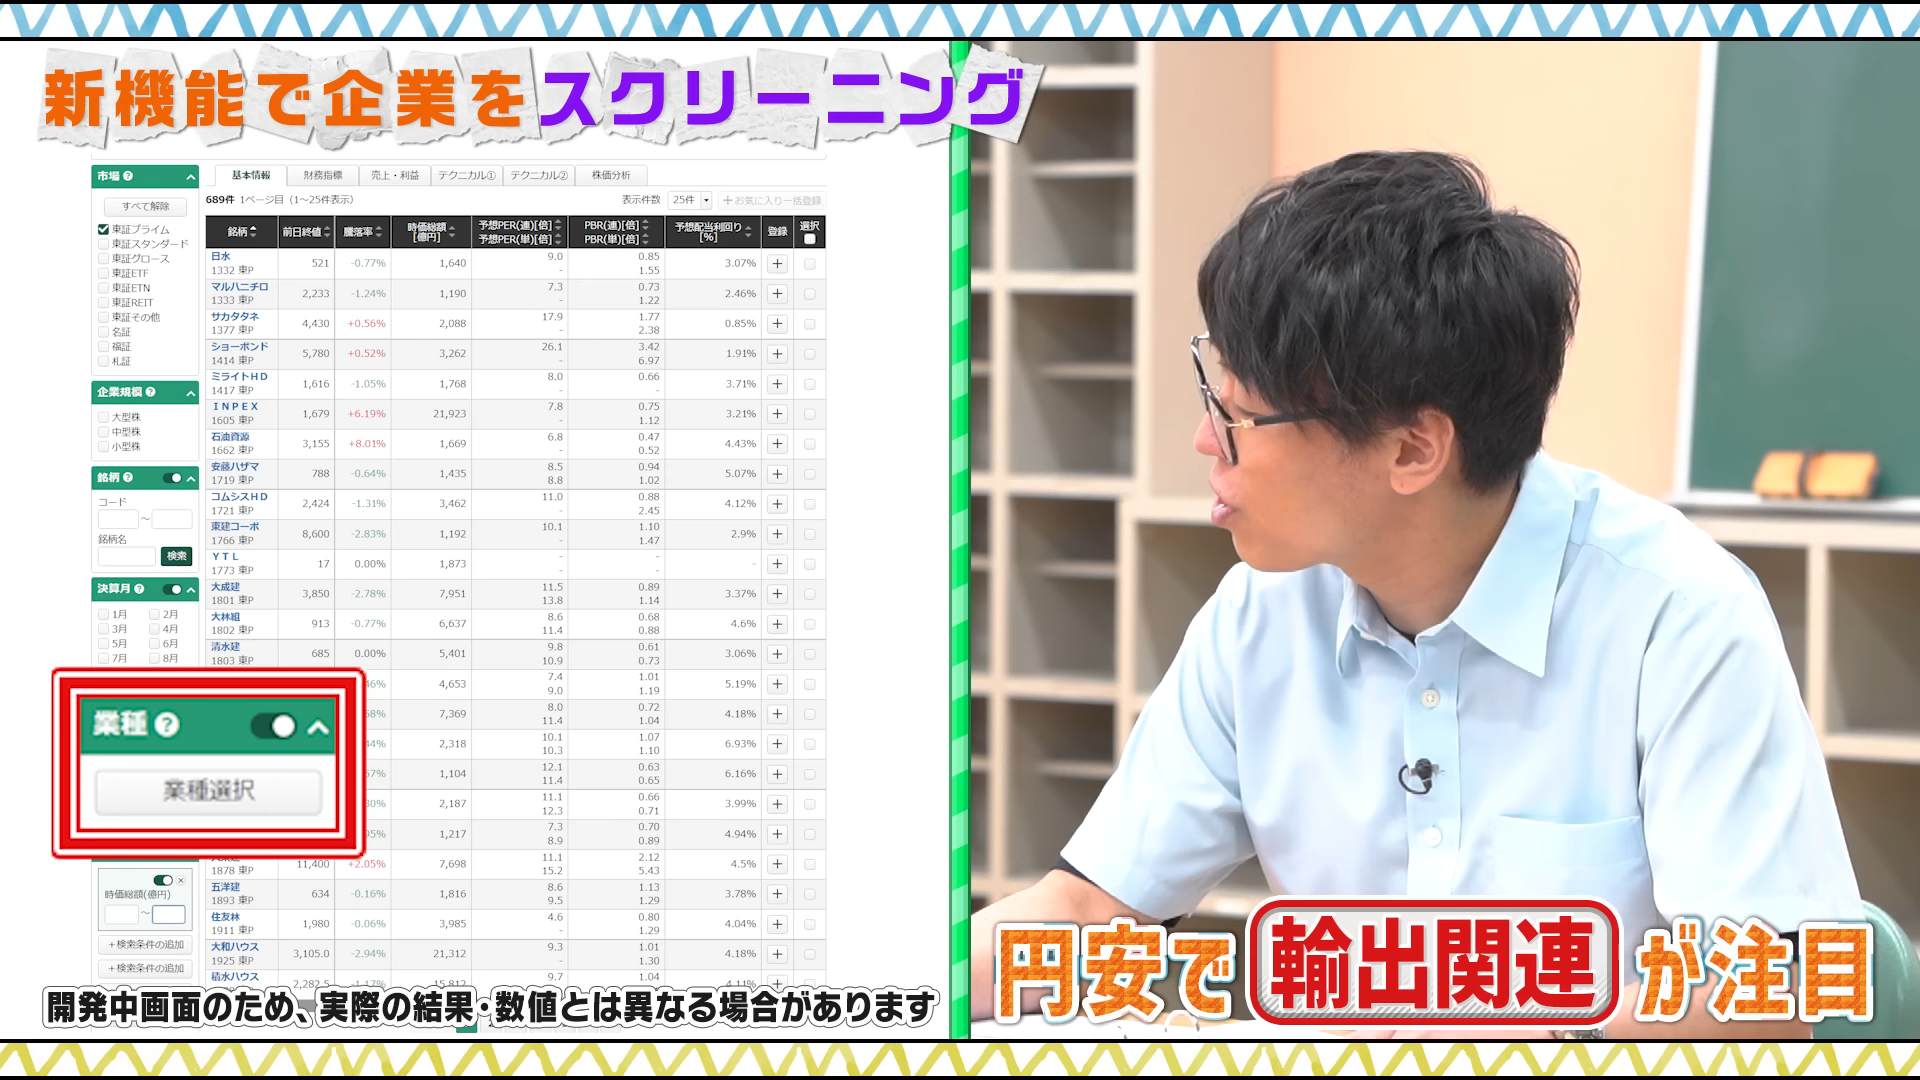 新機能で企業をスクリーニング
市場?
すべて解除
東証プライム
東証スタンダード
東証グロース
東証ETF
東証ETN
東証REIT
東証その他
名証
福証
札証
企業規模?
大型株
中型株
小型株
銘柄?
コード
~
銘柄名
検索
決算月?
1月 2月
3月 4月
5月 6月
7月 8月
業種?
業種選択
時価総額(億円)
~
+検索条件の追加
+検索条件の追加
基本情報 財務指標 売上・利益 テクニカル① テクニカル② 株価分析
689件 1ページ目 (1~25件表示) 表示件数 25件 +お気に入り一括登録
銘柄 前日終値 騰落率 時価総額[億円] 予想PER(連)[倍] 予想PER(単)[倍] PBR(連)[倍] PBR(単)[倍] 予想配当利回り[%] 登録 選択
日水 1332 東P 521 -0.77% 1,640 9.0 - 0.85 1.55 3.07% +
マルハニチロ 1333 東P 2,233 -1.24% 1,190 7.3 - 0.73 1.22 2.46% +
サカタタネ 1377 東P 4,430 +0.56% 2,088 17.9 - 1.77 2.38 0.85% +
ショーボンド 1414 東P 5,780 +0.52% 3,262 26.1 - 3.42 6.97 1.91% +
ミライトHD 1417 東P 1,616 -1.05% 1,768 8.0 - 0.66 - 3.71% +
INPEX 1605 東P 1,679 +6.19% 21,923 7.8 - 0.75 1.12 3.21% +
石油資源 1662 東P 3,155 +8.01% 1,669 6.8 - 0.47 0.52 4.43% +
安藤ハザマ 1719 東P 788 -0.64% 1,435 8.5 8.8 0.94 1.02 5.07% +
コムシスHD 1721 東P 2,424 -1.31% 3,462 11.0 - 0.88 2.45 4.12% +
東建コーポ 1766 東P 8,600 -2.83% 1,192 10.1 - 1.10 1.47 2.9% +
YTL 1773 東P 17 0.00% 1,873 - - - - - +
大成建 1801 東P 3,850 -2.78% 7,951 11.5 13.8 0.89 1.14 3.37% +
大林組 1802 東P 913 -0.77% 6,637 8.6 11.4 0.68 0.88 4.6% +
清水建 1803 東P 685 0.00% 5,401 9.8 10.9 0.61 0.73 3.06% +
46% 4,653 7.4 9.0 1.01 1.19 5.19% +
68% 7,369 8.0 11.4 0.72 1.04 4.18% +
44% 2,318 10.1 10.3 1.07 1.10 6.93% +
67% 1,104 12.1 11.4 0.63 0.65 6.16% +
30% 2,187 11.1 12.3 0.66 0.71 3.99% +
95% 1,217 7.3 8.9 0.70 0.89 4.94% +
1878 東P 11,400 +2.05% 7,698 11.1 15.2 2.12 5.43 4.5% +
五洋建 1893 東P 634 -0.16% 1,816 8.6 9.5 1.13 1.29 3.78% +
住友林 1911 東P 1,980 -0.06% 3,985 4.6 - 0.80 1.29 4.04% +
大和ハウス 1925 東P 3,105.0 -2.94% 21,312 9.3 - 1.01 1.30 4.18% +
積水ハウス 2,282.5 9.7 1.04
開発中画面のため、実際の結果・数値とは異なる場合があります
円安で輸出関連が注目